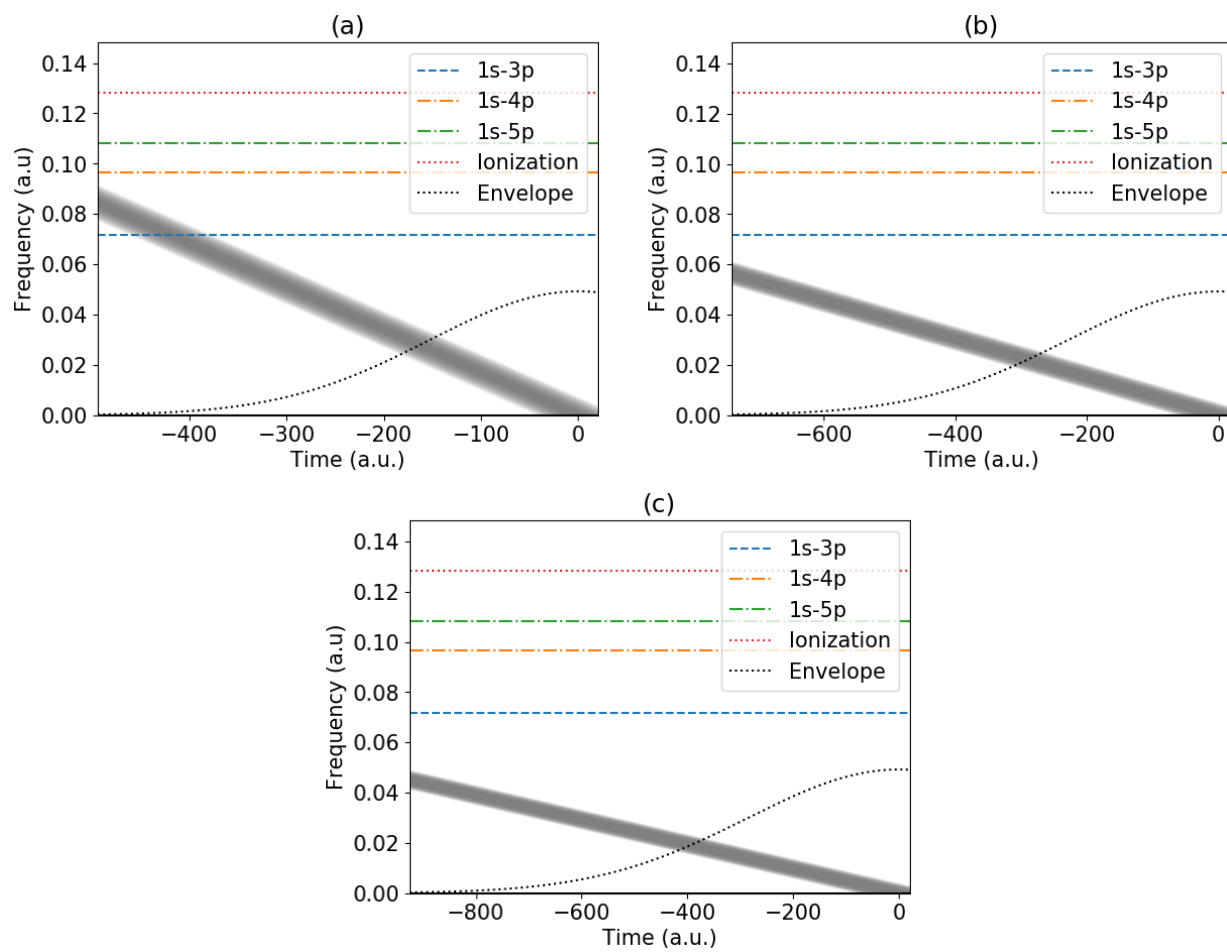 (a)
0.14
0.12
0.10
0.08
0.06
0.04
0.02
0.00
Frequency (a.u)
1s-3p
1s-4p
1s-5p
Ionization
Envelope
−400
−300
−200
−100
0
Time (a.u.)
(b)
0.14
0.12
0.10
0.08
0.06
0.04
0.02
0.00
Frequency (a.u)
1s-3p
1s-4p
1s-5p
Ionization
Envelope
−600
−400
−200
0
Time (a.u.)
(c)
0.14
0.12
0.10
0.08
0.06
0.04
0.02
0.00
Frequency (a.u)
1s-3p
1s-4p
1s-5p
Ionization
Envelope
−800
−600
−400
−200
0
Time (a.u.)